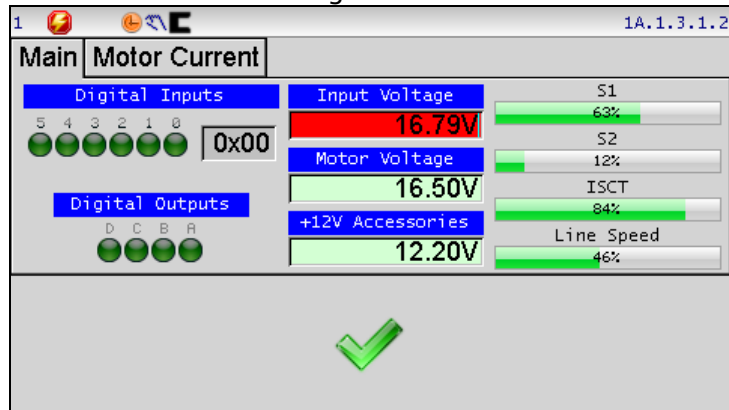 1 1A.1.3.1.2
Main Motor Current
Digital Inputs
5 4 3 2 1 0
0x00
Digital Outputs
D C B A
Input Voltage
16.79V
Motor Voltage
16.50V
+12V Accessories
12.20V
S1
63%
S2
12%
ISCT
84%
Line Speed
46%